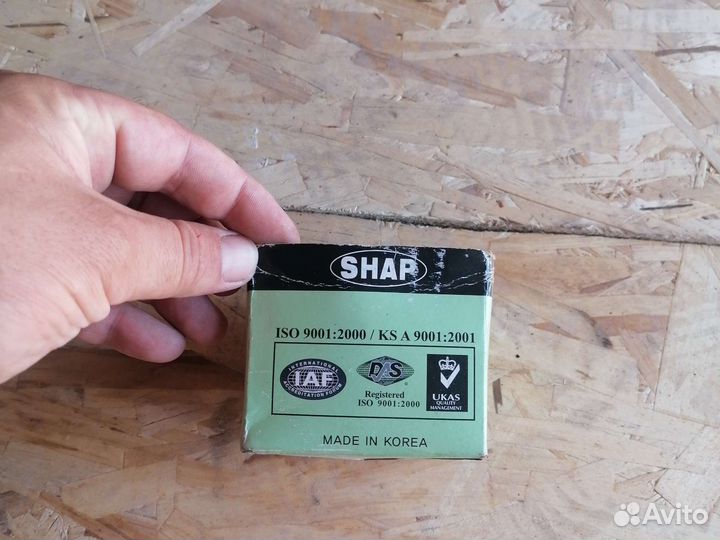 SHAP
ISO 9001:2000 / KS A 9001:2001
INTERNATIONAL
IAF
ACCREDITATION FORUM
DAS
Registered
ISO 9001:2000
UKAS
QUALITY
MANAGEMENT
MADE IN KOREA
Avito